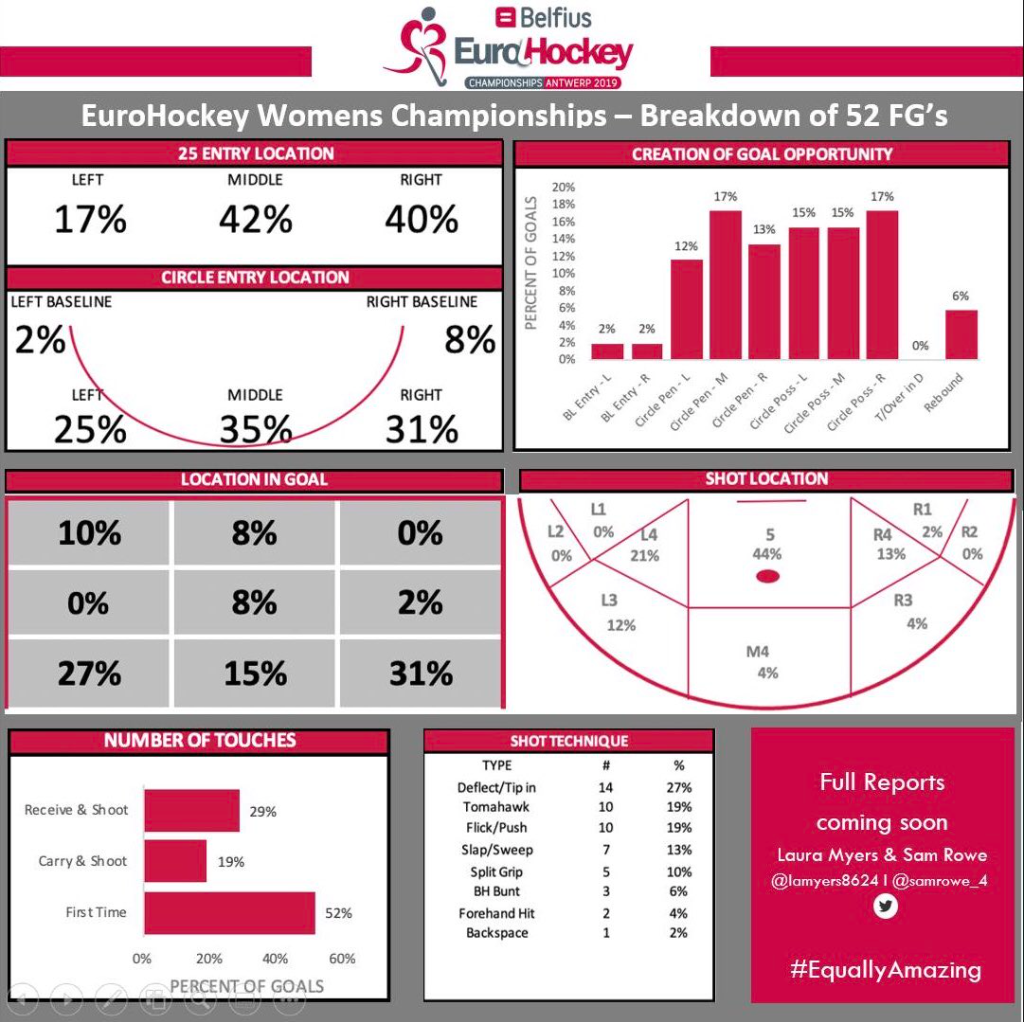 Belfius
EuroHockey
CHAMPIONSHIPS ANTWERP 2019
EuroHockey Womens Championships – Breakdown of 52 FG's
25 ENTRY LOCATION
LEFT MIDDLE RIGHT
17% 42% 40%
CIRCLE ENTRY LOCATION
LEFT BASELINE RIGHT BASELINE
2% 8%
LEFT MIDDLE RIGHT
25% 35% 31%
CREATION OF GOAL OPPORTUNITY
PERCENT OF GOALS
20%
18%
16%
14%
12%
10%
8%
6%
4%
2%
0%
2% 2% 12% 17% 13% 15% 15% 17% 0% 6%
BL Entry - L
BL Entry - R
Circle Pen - L
Circle Pen - M
Circle Pen - R
Circle Poss - L
Circle Poss - M
Circle Poss - R
T/Over in D
Rebound
LOCATION IN GOAL
10% 8% 0%
0% 8% 2%
27% 15% 31%
SHOT LOCATION
L1 R1
0% 2%
L2 L4 5 R4 R2
0% 21% 44% 13% 0%
L3 R3
12% 4%
M4
4%
NUMBER OF TOUCHES
Receive & Shoot 29%
Carry & Shoot 19%
First Time 52%
0% 20% 40% 60%
PERCENT OF GOALS
SHOT TECHNIQUE
TYPE # %
Deflect/Tip in 14 27%
Tomahawk 10 19%
Flick/Push 10 19%
Slap/Sweep 7 13%
Split Grip 5 10%
BH Bunt 3 6%
Forehand Hit 2 4%
Backspace 1 2%
Full Reports
coming soon
Laura Myers & Sam Rowe
@lamyers8624 I @samrowe_4
#EquallyAmazing